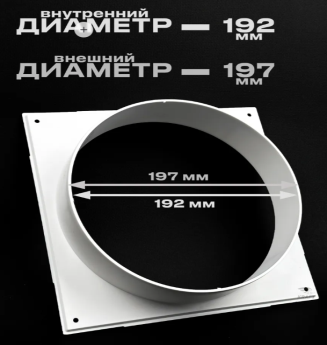 внутренний
ДИАМЕТР — 192
мм
внешний
ДИАМЕТР — 197
мм
197 мм
192 мм